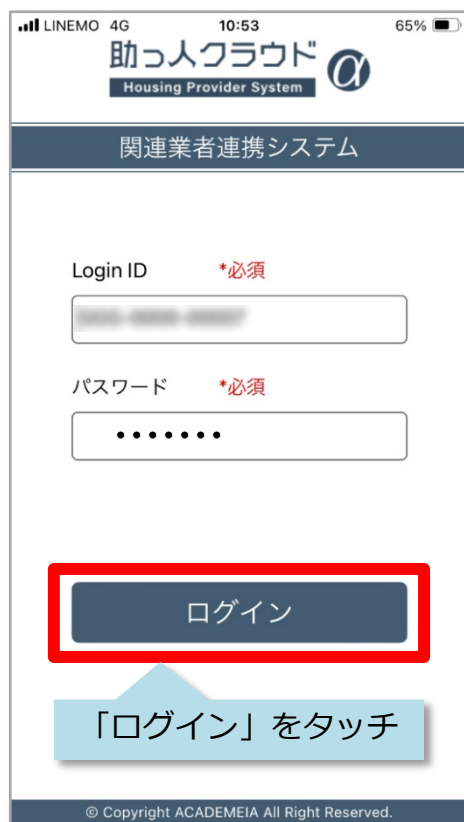 LINEMO 4G 10:53 65%
助っ人クラウド α
Housing Provider System
関連業者連携システム
Login ID *必須
パスワード *必須
•••••••
ログイン
「ログイン」をタッチ
© Copyright ACADEMEIA All Right Reserved.